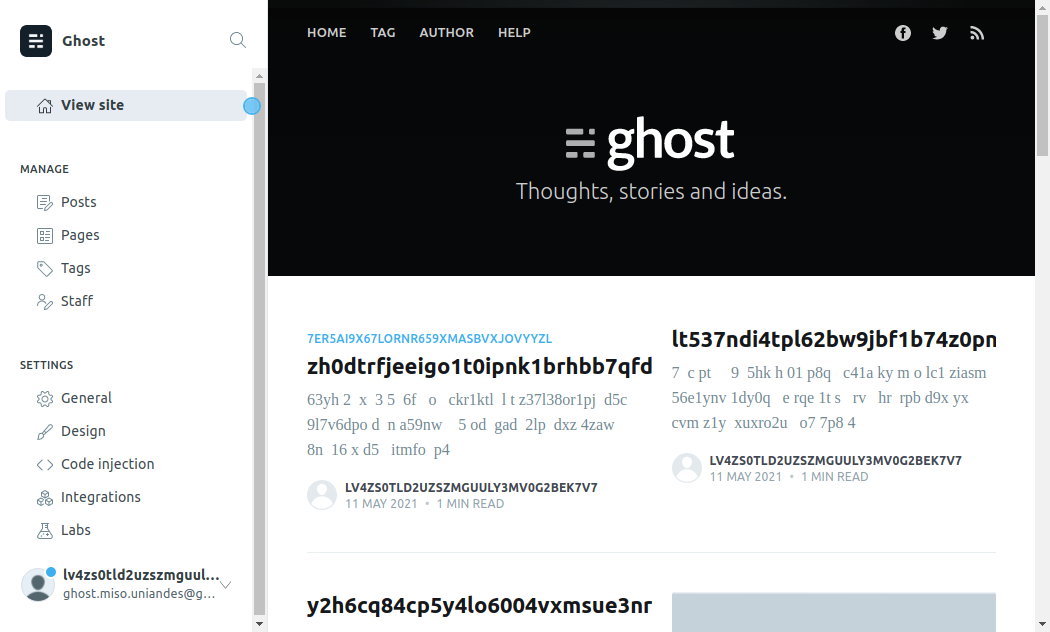 Ghost
View site
MANAGE
Posts
Pages
Tags
Staff
SETTINGS
General
Design
Code injection
Integrations
Labs
lv4zs0tld2uzszmguul...
ghost.miso.uniandes@g...
HOME TAG AUTHOR HELP
ghost
Thoughts, stories and ideas.
7ER5AI9X67LORNR659XMASBVXJOVYYZL
zh0dtrfjeeigo1t0ipnk1brhbb7qfd
63yh 2 x 3 5 6f o ckr1ktl l t z37l38or1pj d5c
9l7v6dpo d n a59nw 5 od gad 2lp dxz 4zaw
8n 16 x d5 itmfo p4
LV4ZS0TLD2UZSZMGUULY3MV0G2BEK7V7
11 MAY 2021 • 1 MIN READ
lt537ndi4tpl62bw9jbf1b74z0pn
7 c pt 9 5hk h 01 p8q c41a ky m o lc1 ziasm
56e1ynv 1dy0q e rqe 1t s rv hr rpb d9x yx
cvm z1y xuxro2u o7 7p8 4
LV4ZS0TLD2UZSZMGUULY3MV0G2BEK7V7
11 MAY 2021 • 1 MIN READ
y2h6cq84cp5y4lo6004vxmsue3nr